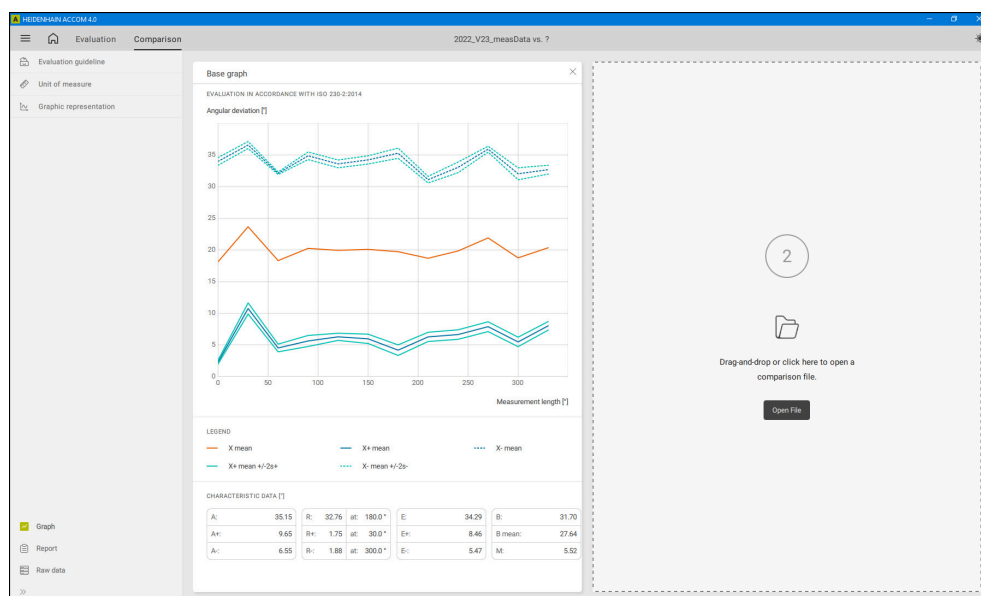 A HEIDENHAIN ACCOM 4.0
Evaluation Comparison 2022_V23_measData vs. ?
Evaluation guideline
Unit of measure
Graphic representation
Base graph
EVALUATION IN ACCORDANCE WITH ISO 230-2:2014
Angular deviation ["]
35
30
25
20
15
10
5
0
0 50 100 150 200 250 300
Measurement length [°]
LEGEND
X mean X+ mean X- mean
X+ mean +/-2s+ X- mean +/-2s-
CHARACTERISTIC DATA ["]
A: 35.15 R: 32.76 at: 180.0 ° E: 34.29 B: 31.70
A+: 9.65 R+: 1.75 at: 30.0 ° E+: 8.46 B mean: 27.64
A-: 6.55 R-: 1.88 at: 300.0 ° E-: 5.47 M: 5.52
2
Drag-and-drop or click here to open a
comparison file.
Open File
Graph
Report
Raw data